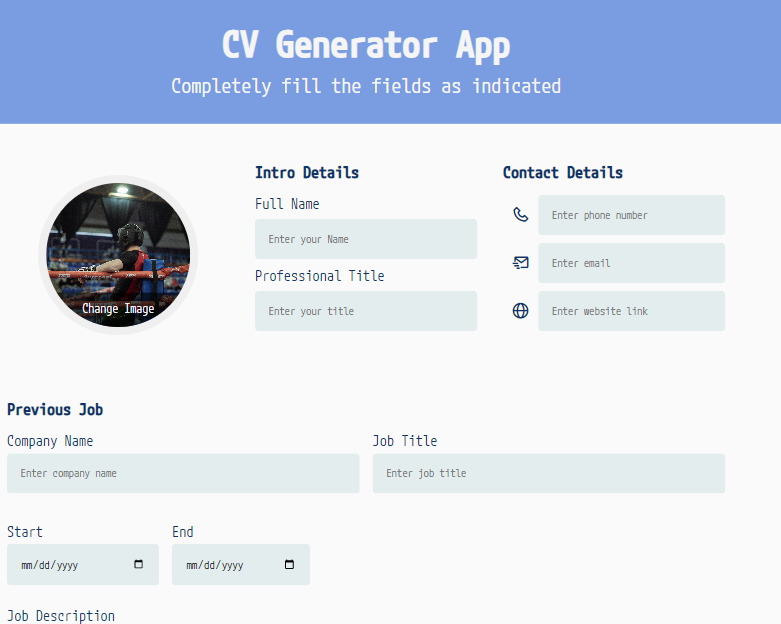 CV Generator App
Completely fill the fields as indicated
Intro Details
Full Name
Enter your Name
Professional Title
Enter your title
Contact Details
Enter phone number
Enter email
Enter website link
Change Image
Previous Job
Company Name
Enter company name
Job Title
Enter job title
Start
mm/dd/yyyy
End
mm/dd/yyyy
Job Description